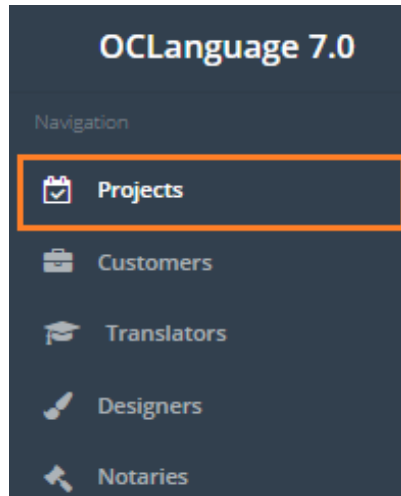 OCLanguage 7.0
Navigation
Projects
Customers
Translators
Designers
Notaries